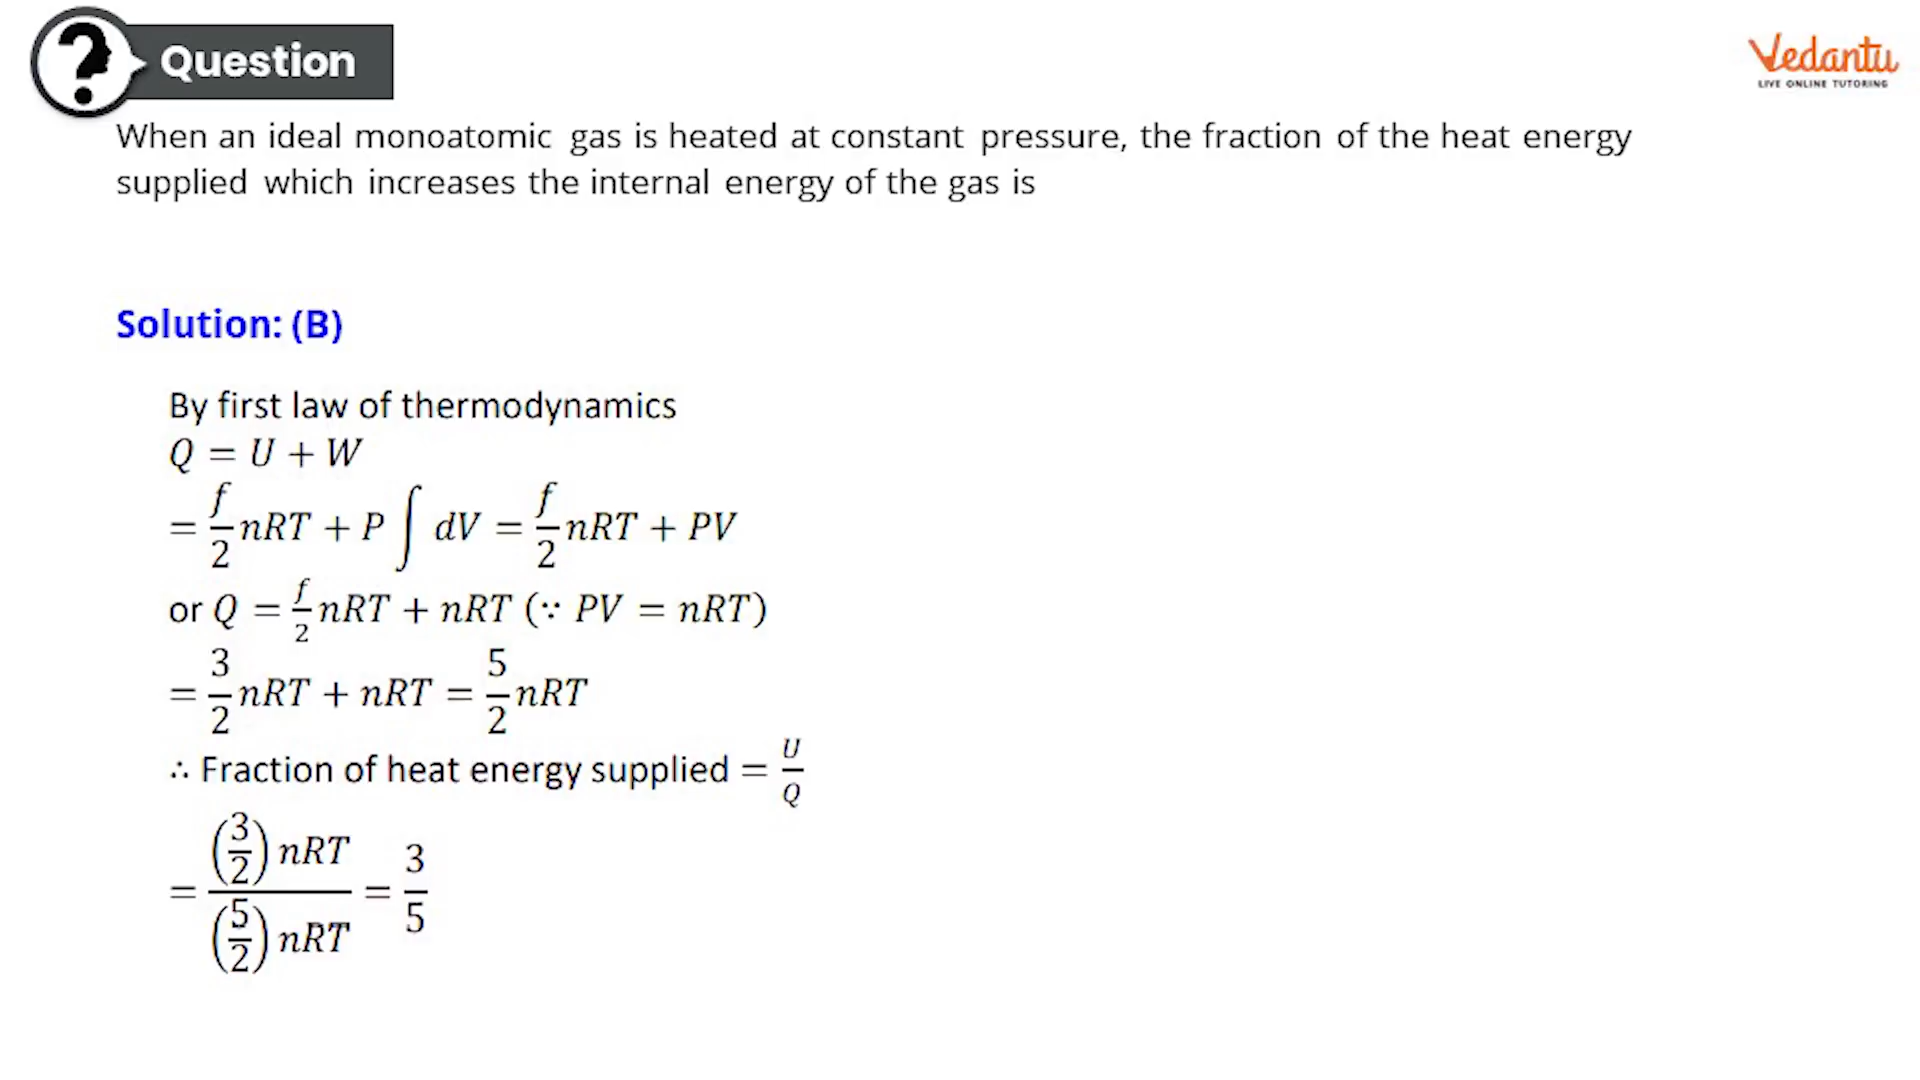 ? Question
Vedantu
LIVE ONLINE TUTORING
When an ideal monoatomic gas is heated at constant pressure, the fraction of the heat energy
supplied which increases the internal energy of the gas is
Solution: (B)
By first law of thermodynamics
Q = U + W
= f/2 nRT + P ∫ dV = f/2 nRT + PV
or Q = f/2 nRT + nRT (∵ PV = nRT)
= 3/2 nRT + nRT = 5/2 nRT
∴ Fraction of heat energy supplied = U/Q
= (3/2) nRT / (5/2) nRT = 3/5